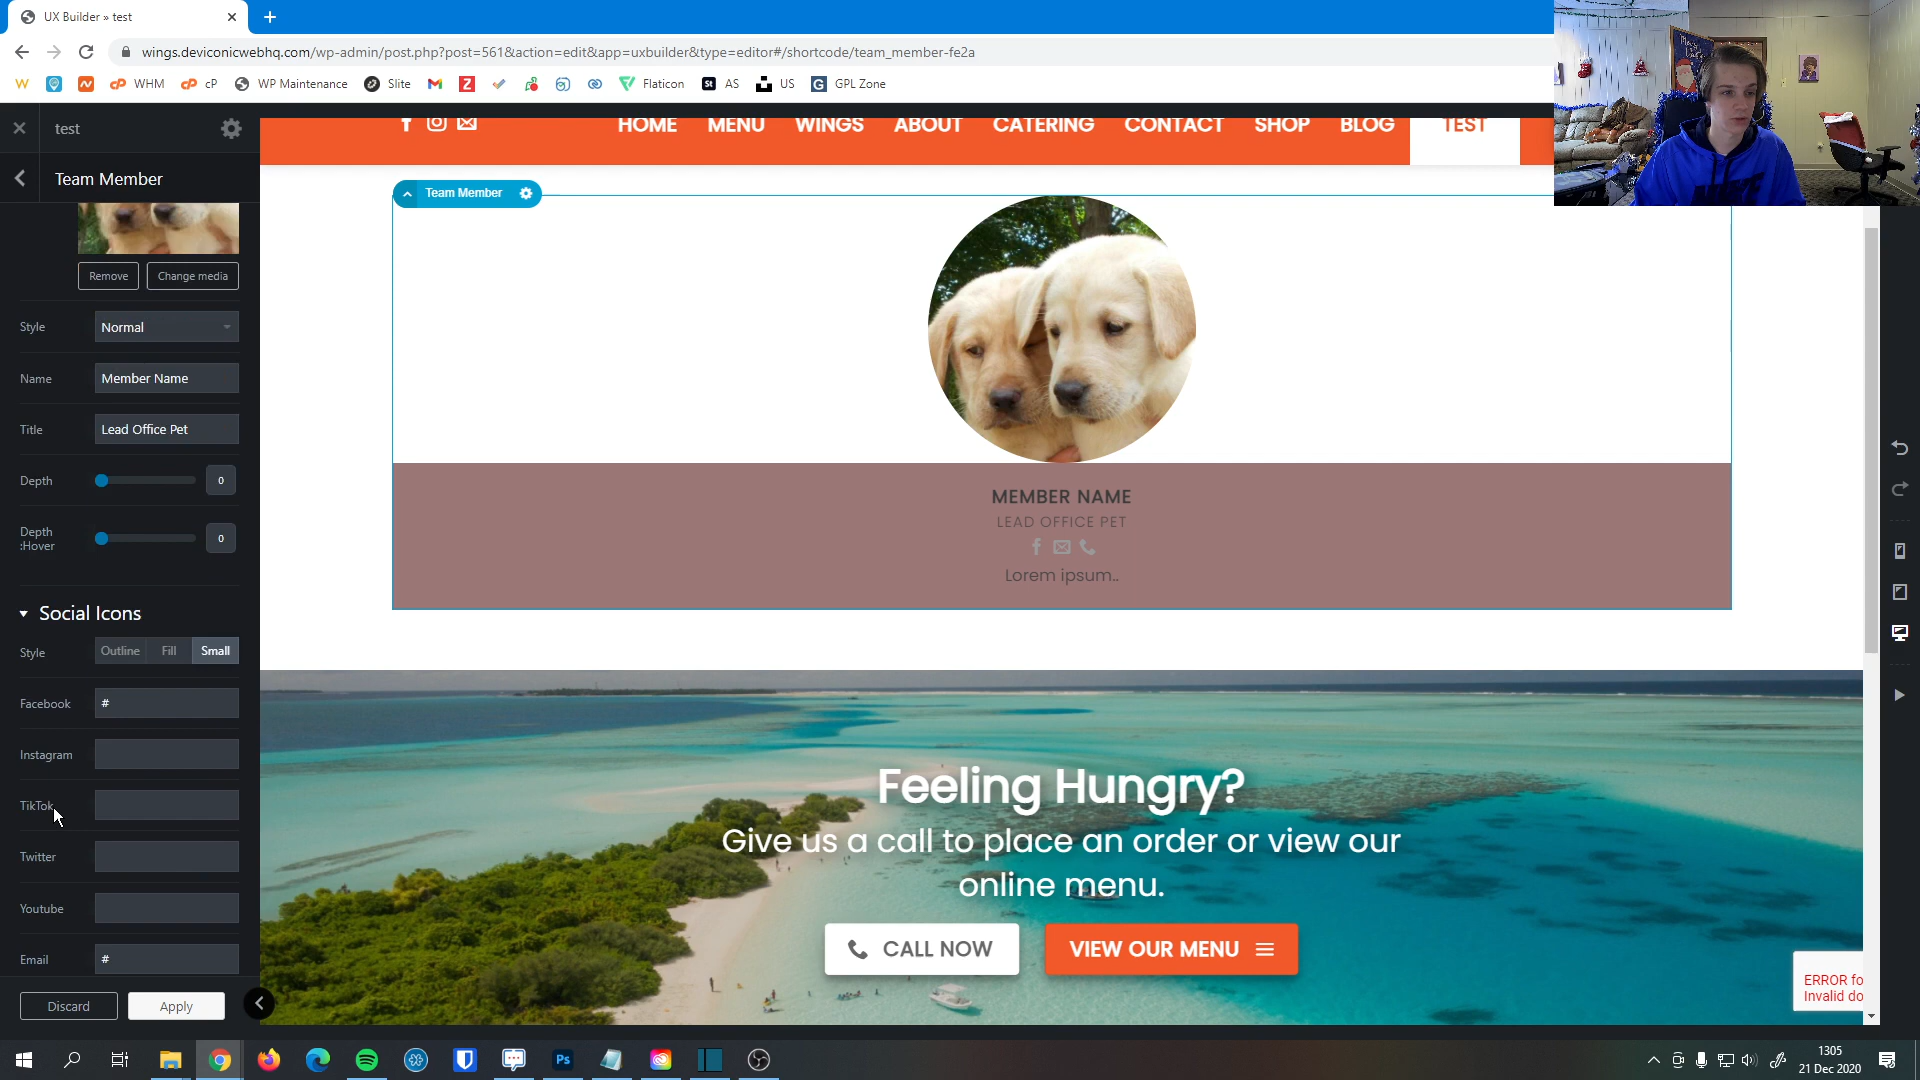 UX Builder » test
wings.deviconicwebhq.com/wp-admin/post.php?post=561&action=edit&app=uxbuilder&type=editor#/shortcode/team_member-fe2a
W WHM cP WP Maintenance Slite Flaticon St AS US GPL Zone
test
HOME MENU WINGS ABOUT CATERING CONTACT SHOP BLOG TEST
Team Member
Team Member
Remove Change media
Style Normal
Name Member Name
Title Lead Office Pet
Depth 0
Depth :Hover 0
MEMBER NAME
LEAD OFFICE PET
Lorem ipsum..
Social Icons
Style Outline Fill Small
Facebook #
Instagram
TikTok
Twitter
Youtube
Email #
Discard Apply
Feeling Hungry?
Give us a call to place an order or view our
online menu.
CALL NOW VIEW OUR MENU
ERROR fo
Invalid do
Ps
1305
21 Dec 2020